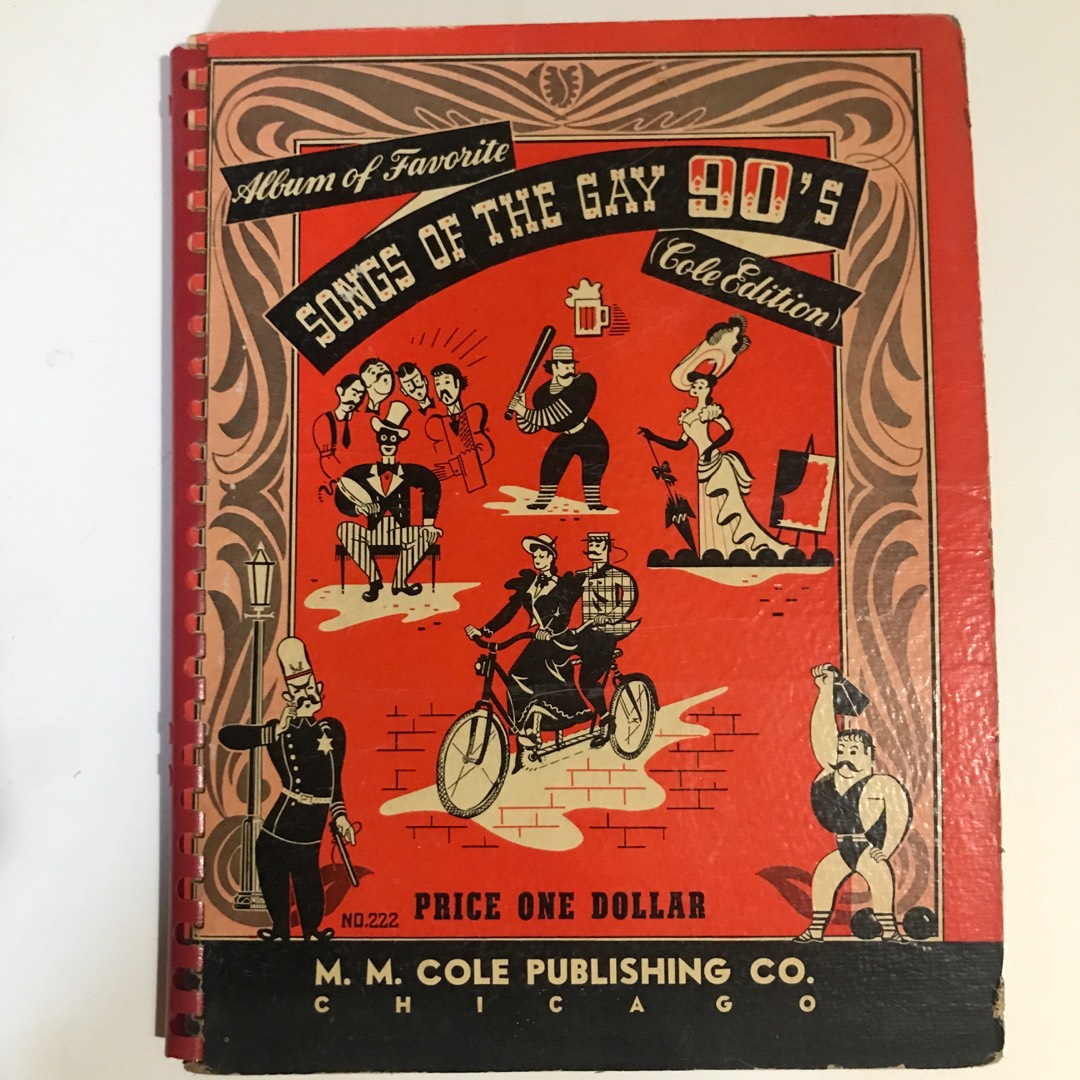 Album of Favorite
SONGS OF THE GAY 90's
(Cole Edition)
NO. 222
PRICE ONE DOLLAR
M. M. COLE PUBLISHING CO.
CHICAGO